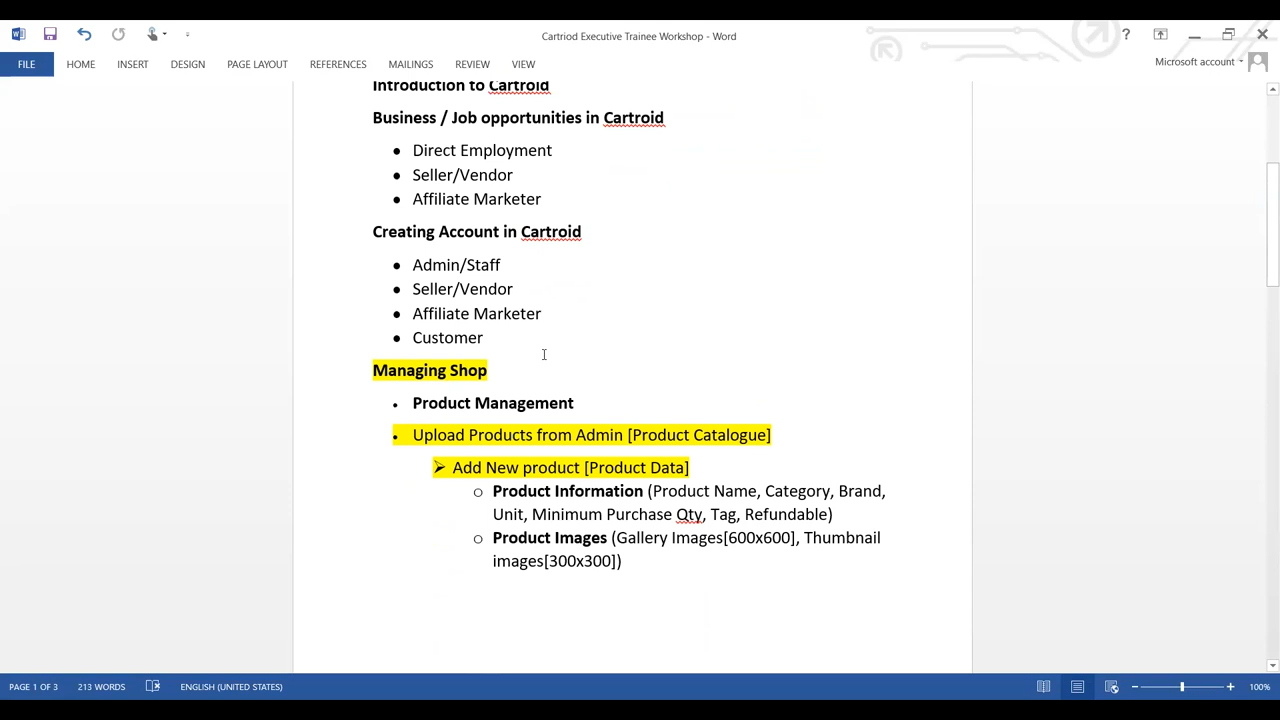 Cartriod Executive Trainee Workshop - Word
?
FILE HOME INSERT DESIGN PAGE LAYOUT REFERENCES MAILINGS REVIEW VIEW
Microsoft account
Introduction to Cartroid
Business / Job opportunities in Cartroid
• Direct Employment
• Seller/Vendor
• Affiliate Marketer
Creating Account in Cartroid
• Admin/Staff
• Seller/Vendor
• Affiliate Marketer
• Customer
Managing Shop
• Product Management
• Upload Products from Admin [Product Catalogue]
➢ Add New product [Product Data]
o Product Information (Product Name, Category, Brand,
Unit, Minimum Purchase Qty, Tag, Refundable)
o Product Images (Gallery Images[600x600], Thumbnail
images[300x300])
PAGE 1 OF 3 213 WORDS ENGLISH (UNITED STATES) 100%